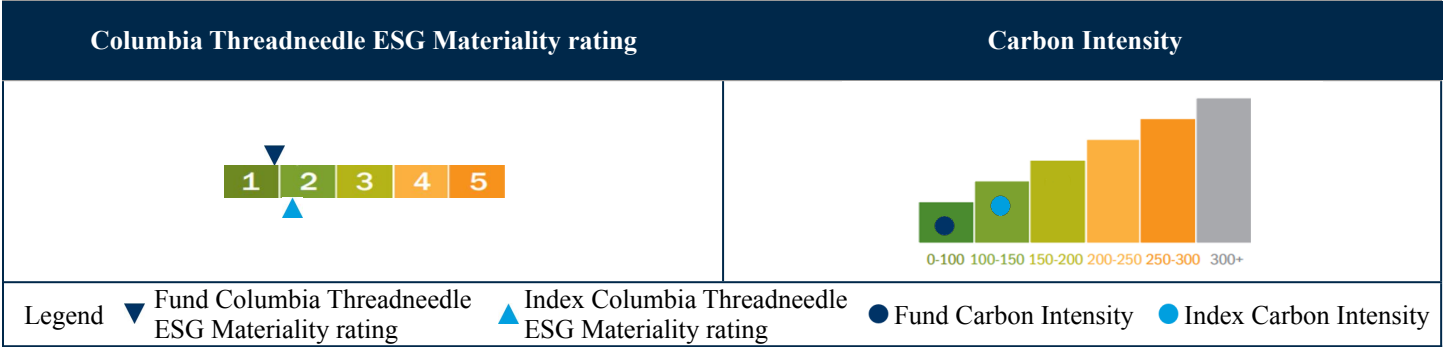 Columbia Threadneedle ESG Materiality rating
Carbon Intensity
1 2 3 4 5
0-100 100-150 150-200 200-250 250-300 300+
Legend
Fund Columbia Threadneedle
ESG Materiality rating
Index Columbia Threadneedle
ESG Materiality rating
Fund Carbon Intensity
Index Carbon Intensity